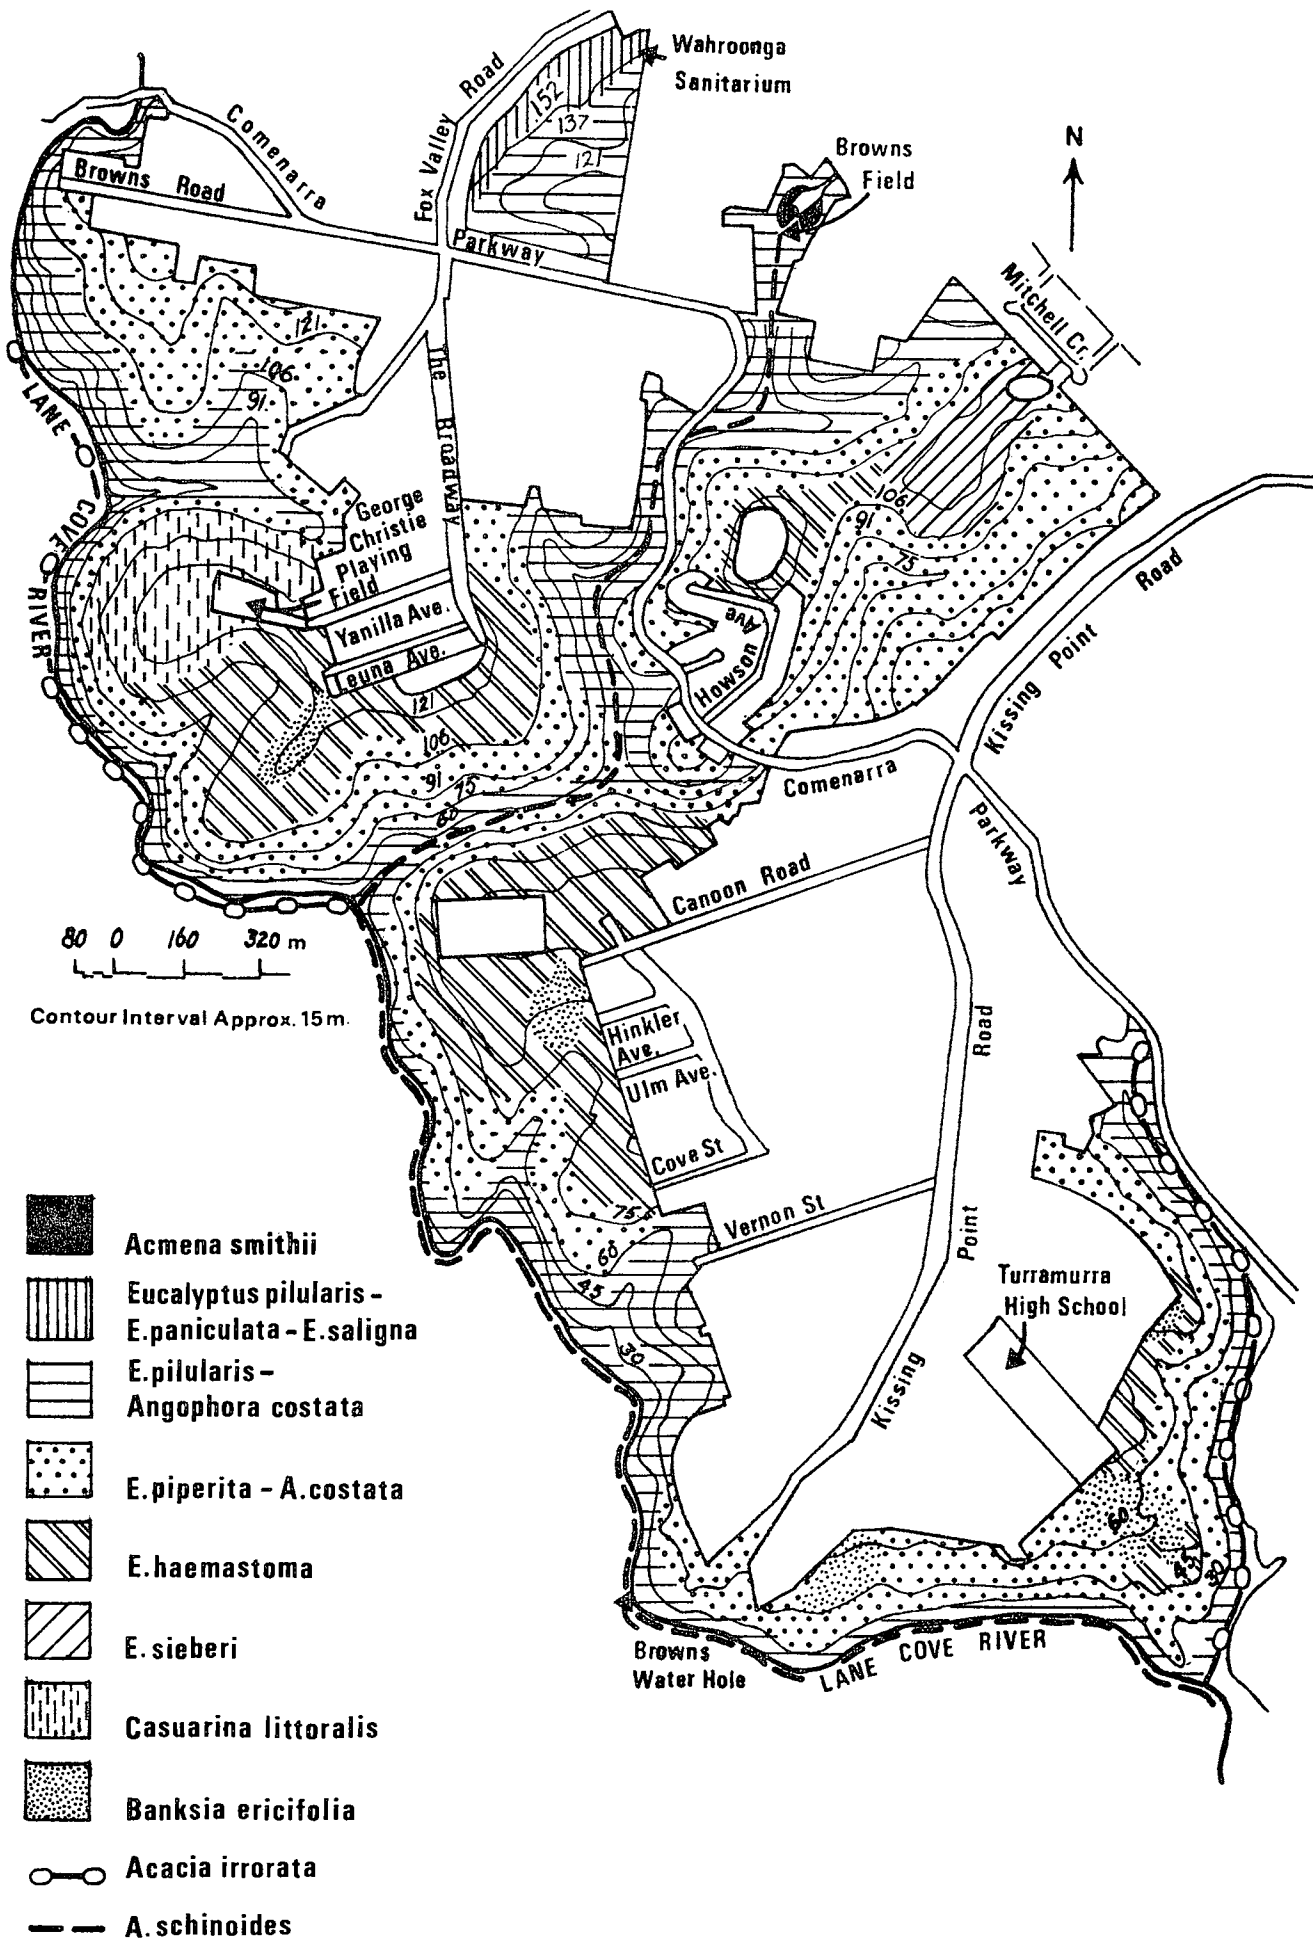 Wahroonga
Sanitarium
Fox Valley Road
152
137
121
Comenarra
Browns
Field
N
Browns Road
Parkway
Mitchell Cr.
121
106
91
LANE COVE RIVER
The Broadway
George
Christie
Playing
Field
106
91
75
Road
Yanilla Ave.
Leuna Ave.
Howson Ave
Kissing Point
121
106
91
75
60
Comenarra
Parkway
Canoon Road
80 0 160 320 m
Contour Interval Approx. 15m.
Hinkler
Ave.
Road
Ulm Ave.
Cove St
Vernon St
Point
75
60
45
30
Turramurra
High School
Kissing
60
45
30
Browns
Water Hole
LANE COVE RIVER
Acmena smithii
Eucalyptus pilularis -
E.paniculata - E.saligna
E.pilularis -
Angophora costata
E.piperita - A.costata
E.haemastoma
E.sieberi
Casuarina littoralis
Banksia ericifolia
Acacia irrorata
A.schinoides